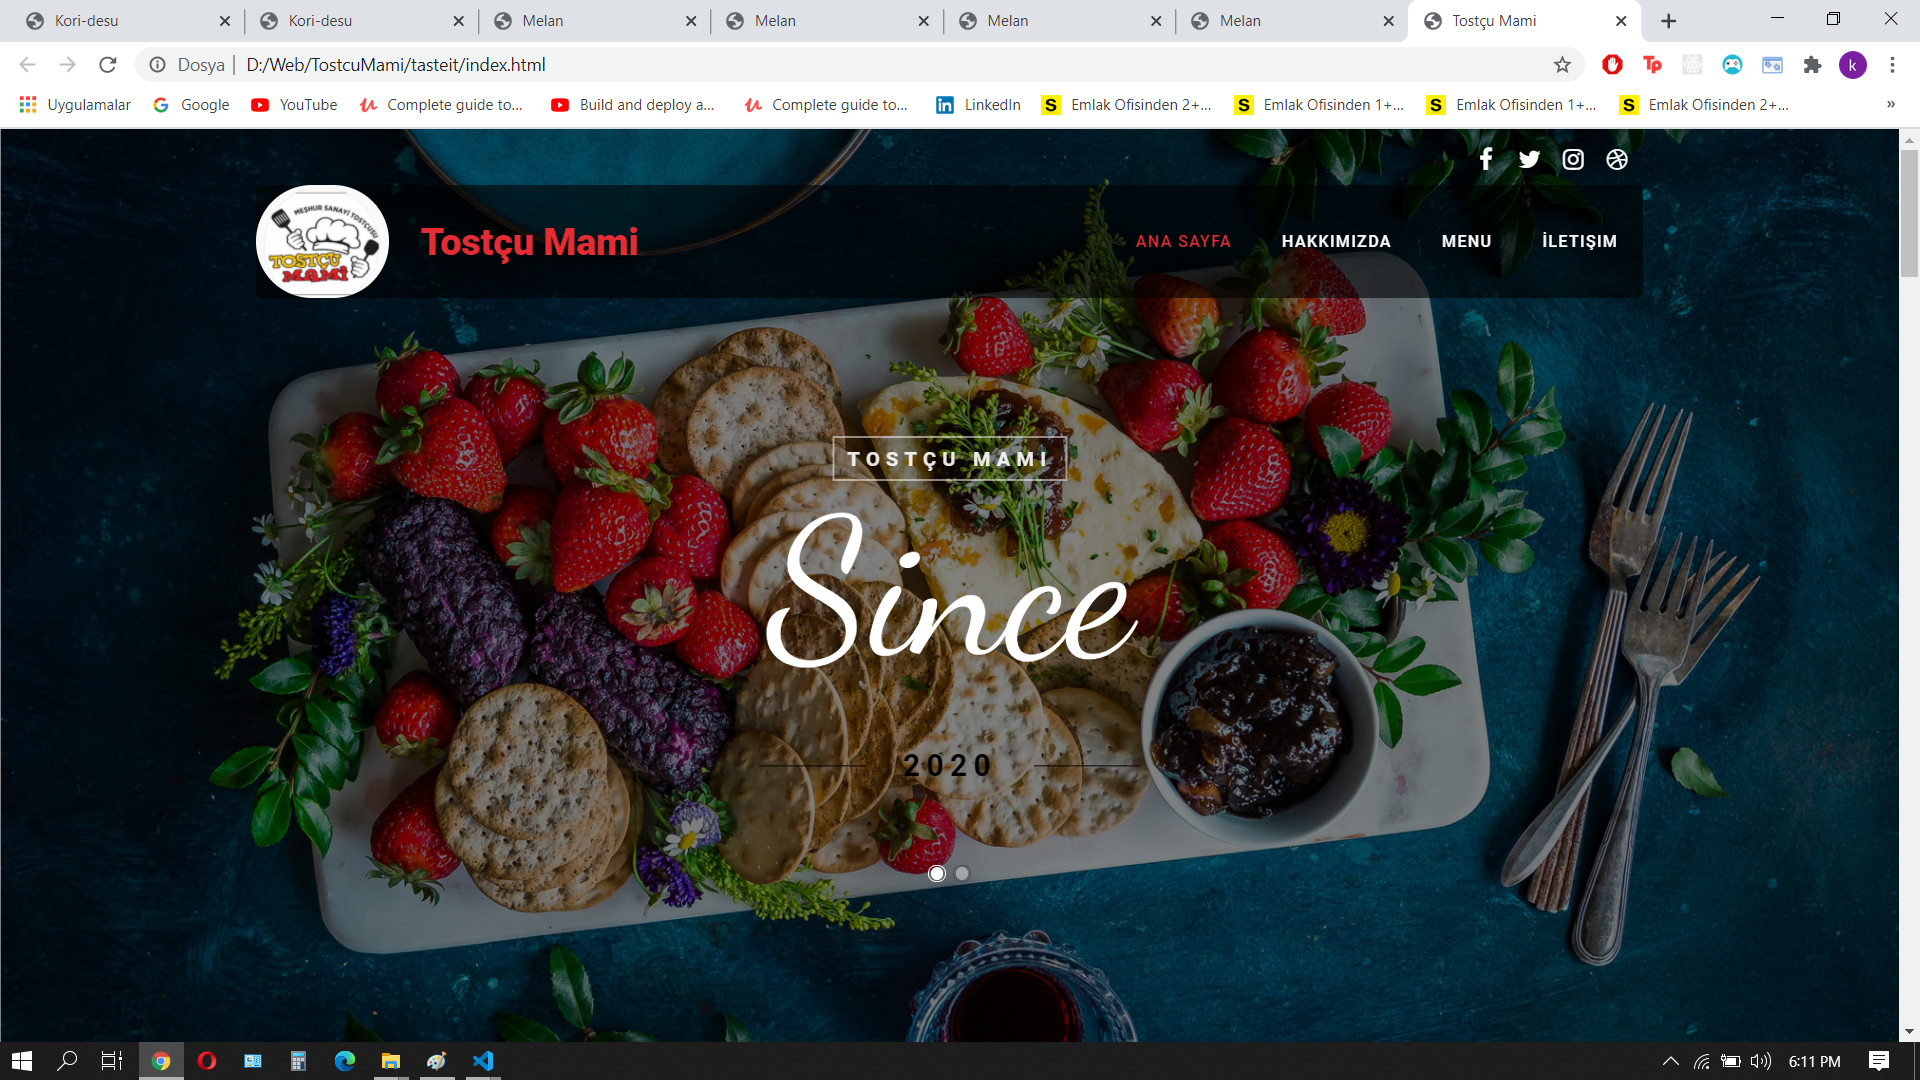 Kori-desu
Kori-desu
Melan
Melan
Melan
Melan
Tostçu Mami
Dosya | D:/Web/TostcuMami/tasteit/index.html
Tp
k
Uygulamalar
Google
YouTube
Complete guide to...
Build and deploy a...
Complete guide to...
in LinkedIn
S Emlak Ofisinden 2+...
S Emlak Ofisinden 1+...
S Emlak Ofisinden 1+...
S Emlak Ofisinden 2+...
»
MEŞHUR SANAYİ TOSTÇUSU
TOSTÇU
MAMİ
Tostçu Mami
ANA SAYFA
HAKKIMIZDA
MENU
İLETIŞIM
TOSTÇU MAMI
Since
2020
6:11 PM